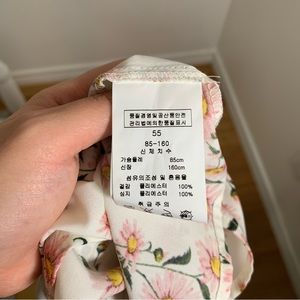 품질경영및공산품안전
관리법에의한품질표시
55
85-160
신체치수
가슴둘레 85cm
신장 160cm
섬유의조성 및 혼용율
겉감 폴리에스터 100%
심지 폴리에스터 100%
취급주의